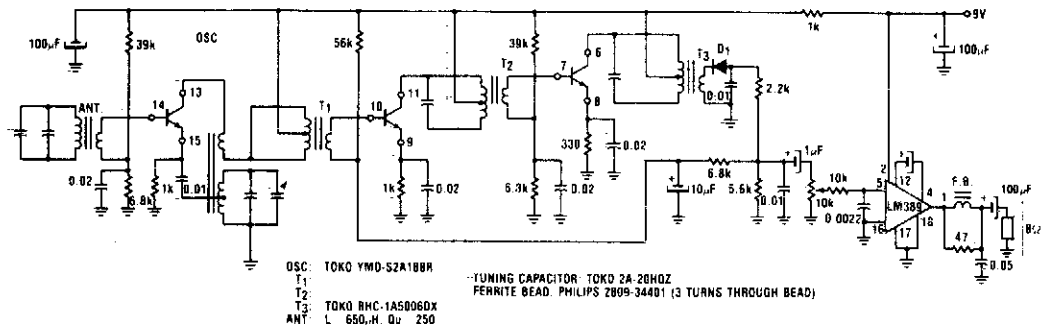 9V
1k
100µF
OSC
39k
56k
39k
6
T3
D1
100µF
13
T2
7
11
8
2.2k
0.01
ANT.
14
T1
10
15
9
330
0.02
1µF
2
12
5
4
F.B.
100µF
0.02
6.8k
1k
0.01
1k
0.02
6.3k
0.02
10µF
6.8k
5.6k
0.01
10k
10k
0.0022
LM389
1
16
17
18
47
8Ω
0.05
OSC: TOKO YMO-S2A188R
T1
T2
T3 TOKO RHC-1A5006DX
ANT L 650µH, Qu 250
TUNING CAPACITOR: TOKO 2A-20HQZ
FERRITE BEAD: PHILIPS 2809-34401 (3 TURNS THROUGH BEAD)